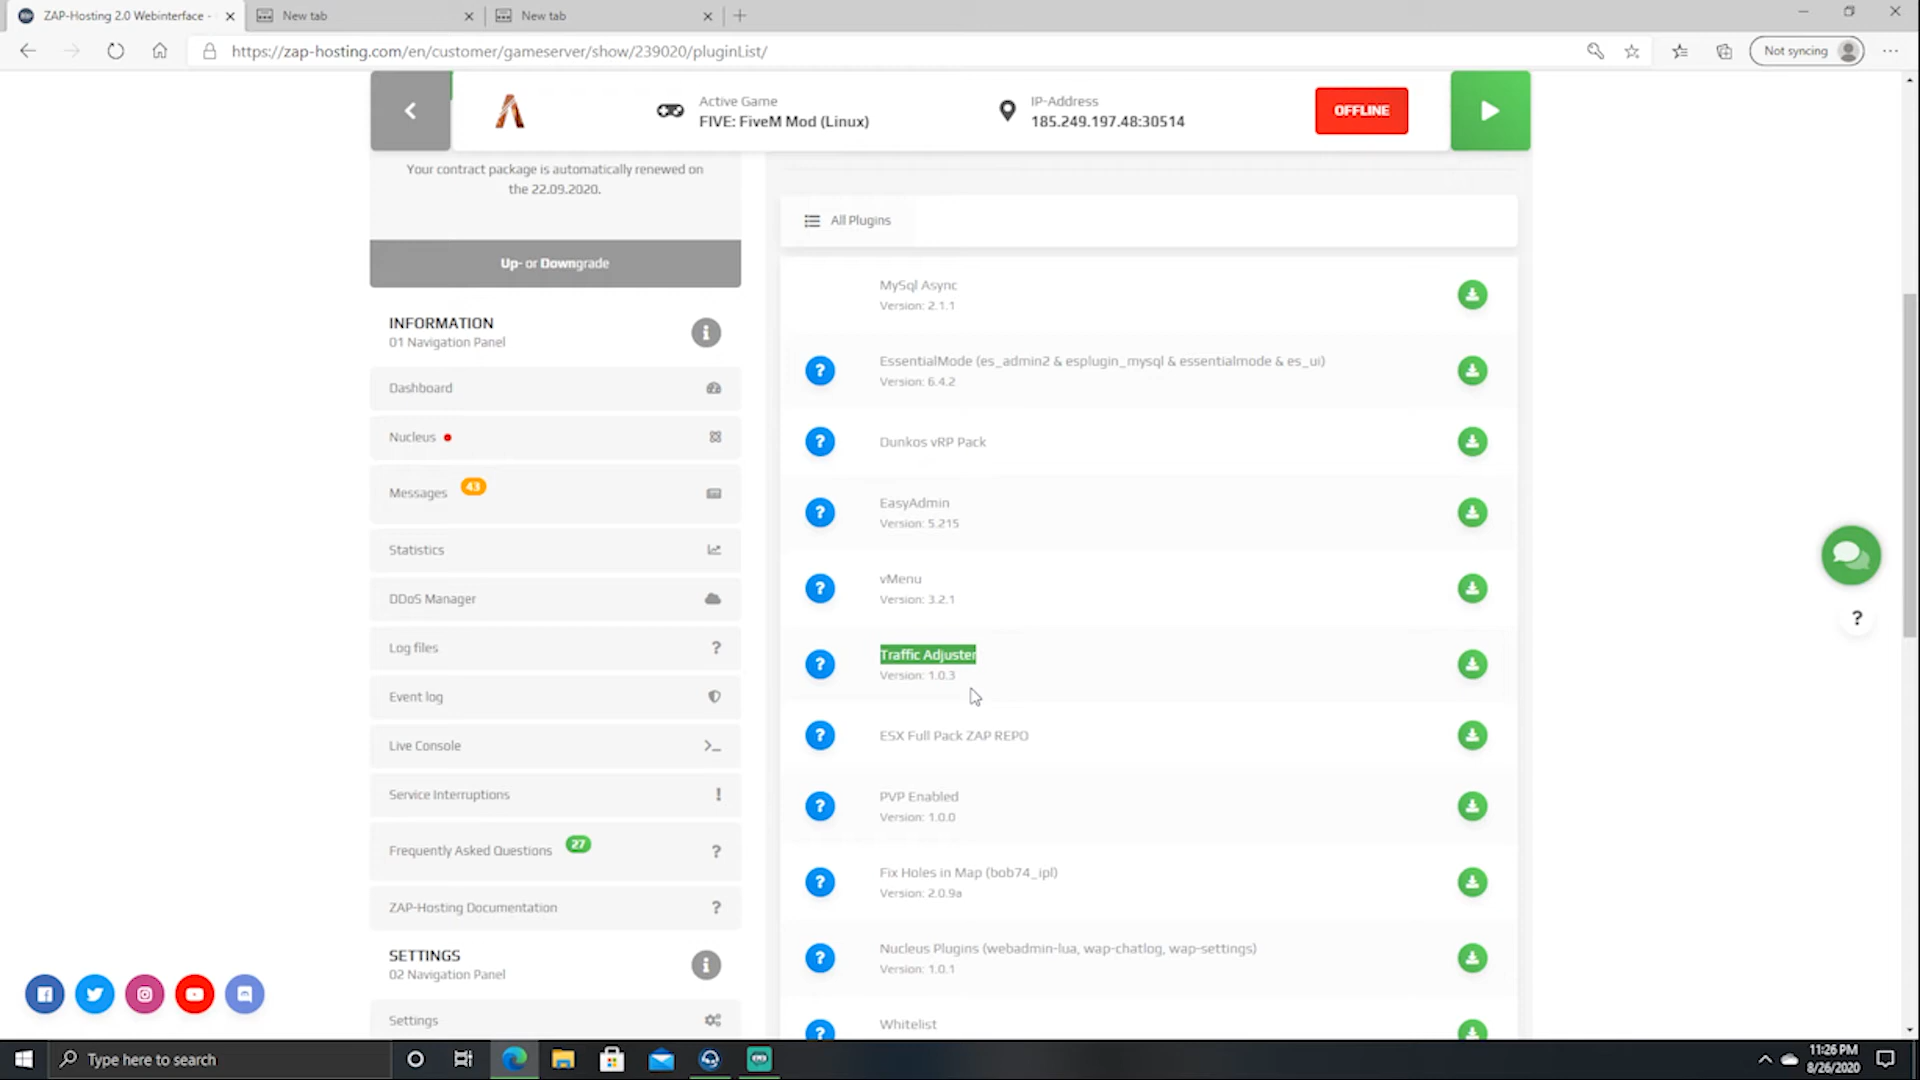 ZAP-Hosting 2.0 Webinterface -
New tab
New tab
https://zap-hosting.com/en/customer/gameserver/show/239020/pluginList/
Not syncing
Active Game
FIVE: FiveM Mod (Linux)
IP-Address
185.249.197.48:30514
OFFLINE
Your contract package is automatically renewed on
the 22.09.2020.
Up- or Downgrade
INFORMATION
01 Navigation Panel
Dashboard
Nucleus
Messages 43
Statistics
DDoS Manager
Log files
Event log
Live Console
Service Interruptions
Frequently Asked Questions 27
ZAP-Hosting Documentation
SETTINGS
02 Navigation Panel
Settings
All Plugins
MySql Async
Version: 2.1.1
EssentialMode (es_admin2 & esplugin_mysql & essentialmode & es_ui)
Version: 6.4.2
Dunkos vRP Pack
EasyAdmin
Version: 5.215
vMenu
Version: 3.2.1
Traffic Adjuster
Version: 1.0.3
ESX Full Pack ZAP REPO
PVP Enabled
Version: 1.0.0
Fix Holes in Map (bob74_ipl)
Version: 2.0.9a
Nucleus Plugins (webadmin-lua, wap-chatlog, wap-settings)
Version: 1.0.1
Whitelist
Type here to search
11:26 PM
8/26/2020